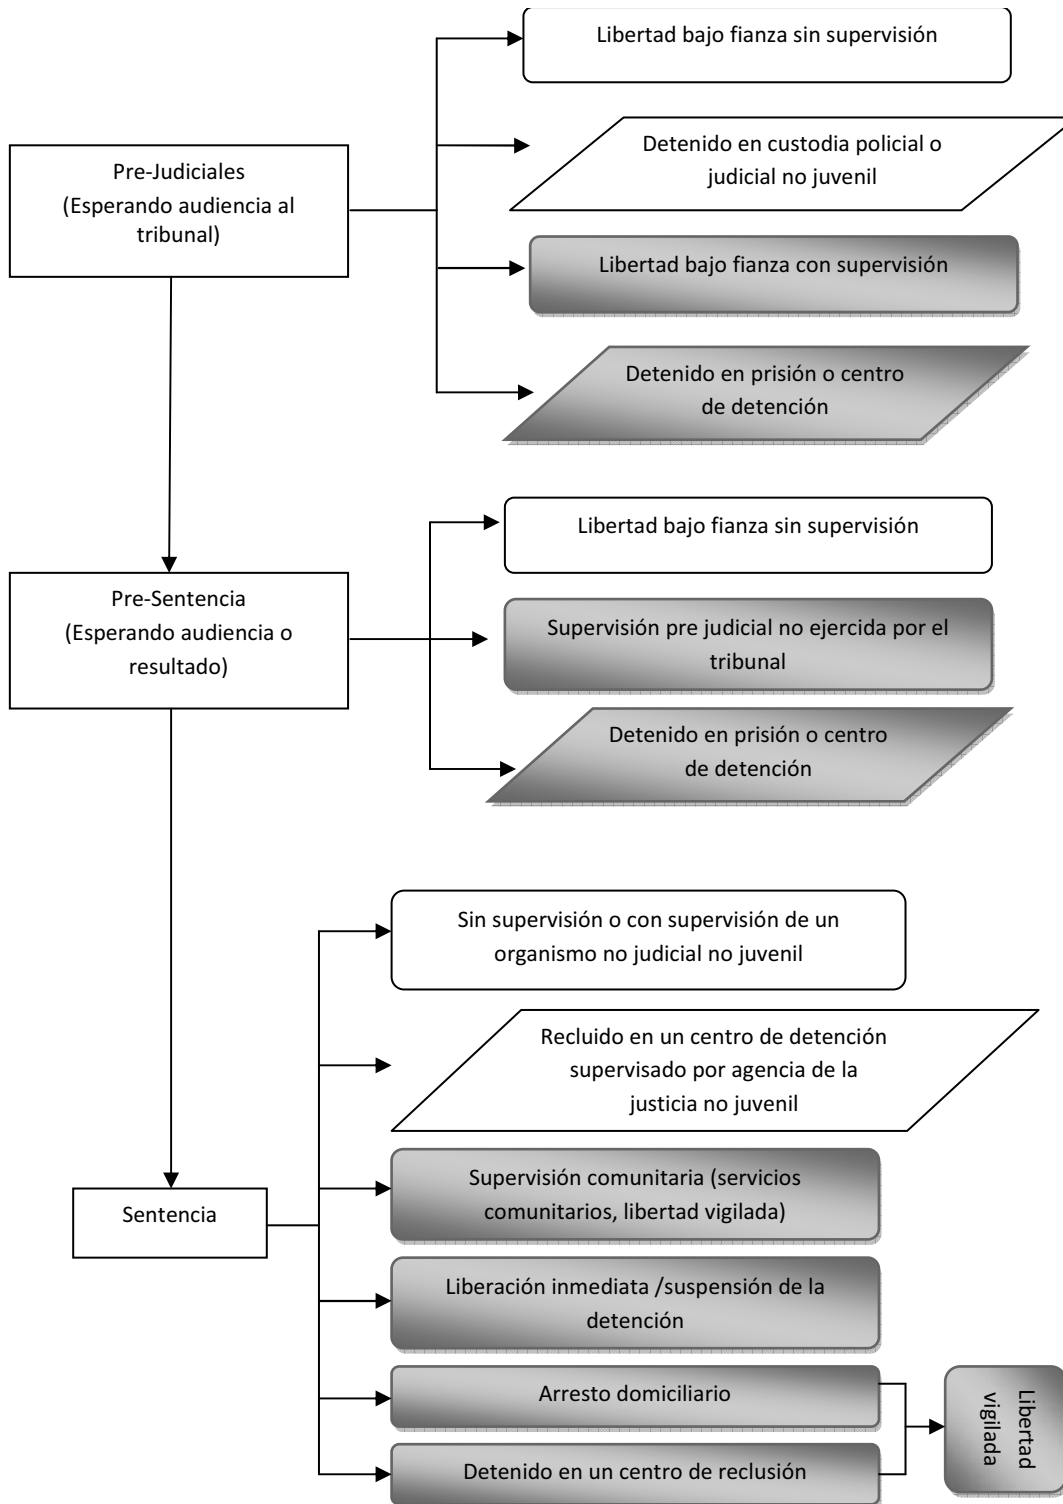 Libertad bajo fianza sin supervisión
Detenido en custodia policial o
judicial no juvenil
Pre-Judiciales
(Esperando audiencia al
tribunal)
Libertad bajo fianza con supervisión
Detenido en prisión o centro
de detención
Libertad bajo fianza sin supervisión
Pre-Sentencia
(Esperando audiencia o
resultado)
Supervisión pre judicial no ejercida por el
tribunal
Detenido en prisión o centro
de detención
Sin supervisión o con supervisión de un
organismo no judicial no juvenil
Recluido en un centro de detención
supervisado por agencia de la
justicia no juvenil
Sentencia
Supervisión comunitaria (servicios
comunitarios, libertad vigilada)
Liberación inmediata /suspensión de la
detención
Arresto domiciliario
Detenido en un centro de reclusión
Libertad
vigilada